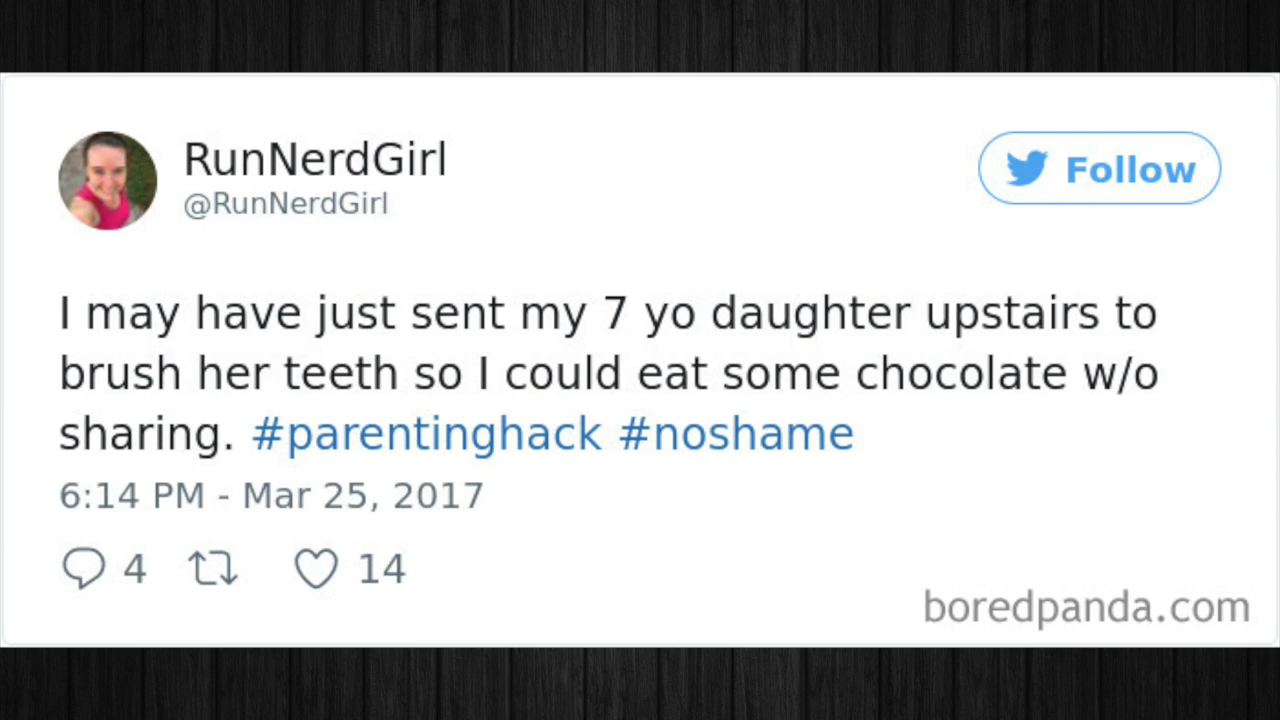 RunNerdGirl
@RunNerdGirl
Follow
I may have just sent my 7 yo daughter upstairs to
brush her teeth so I could eat some chocolate w/o
sharing. #parentinghack #noshame
6:14 PM - Mar 25, 2017
4 14
boredpanda.com